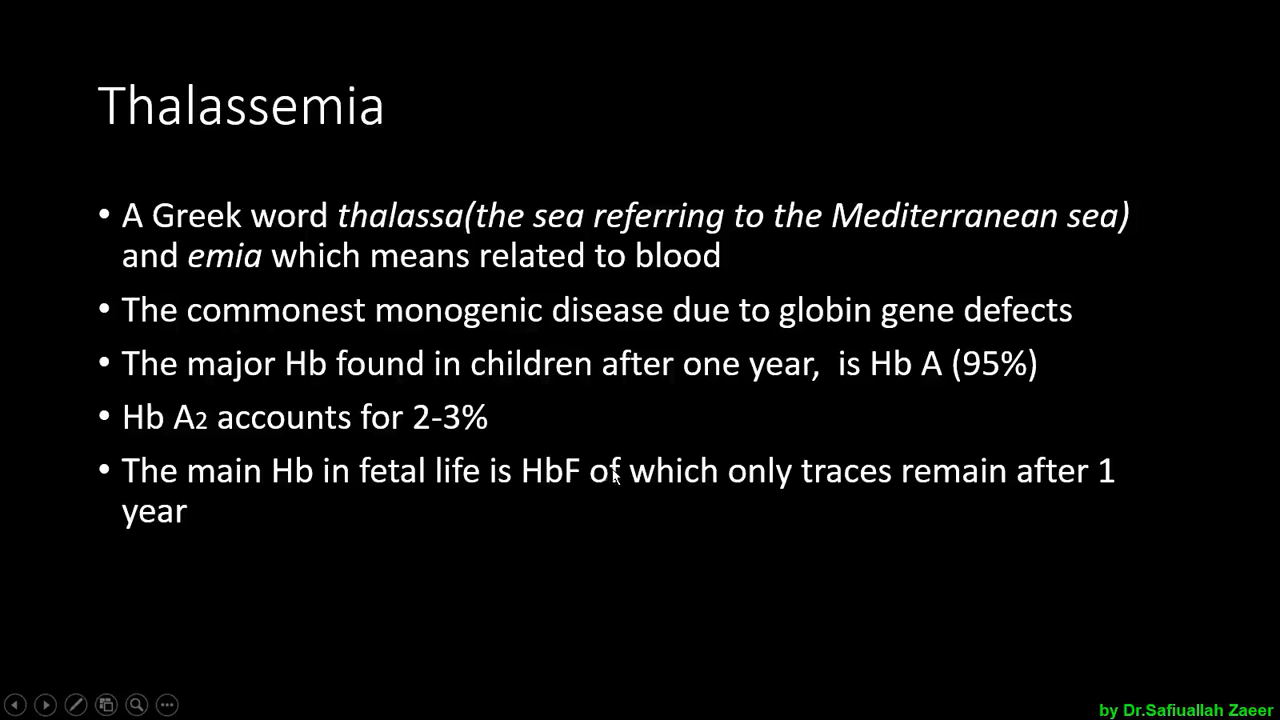 Thalassemia
• A Greek word thalassa(the sea referring to the Mediterranean sea)
and emia which means related to blood
• The commonest monogenic disease due to globin gene defects
• The major Hb found in children after one year,  is Hb A (95%)
• Hb A2 accounts for 2-3%
• The main Hb in fetal life is HbF of which only traces remain after 1
year
by Dr.Safiuallah Zaeer